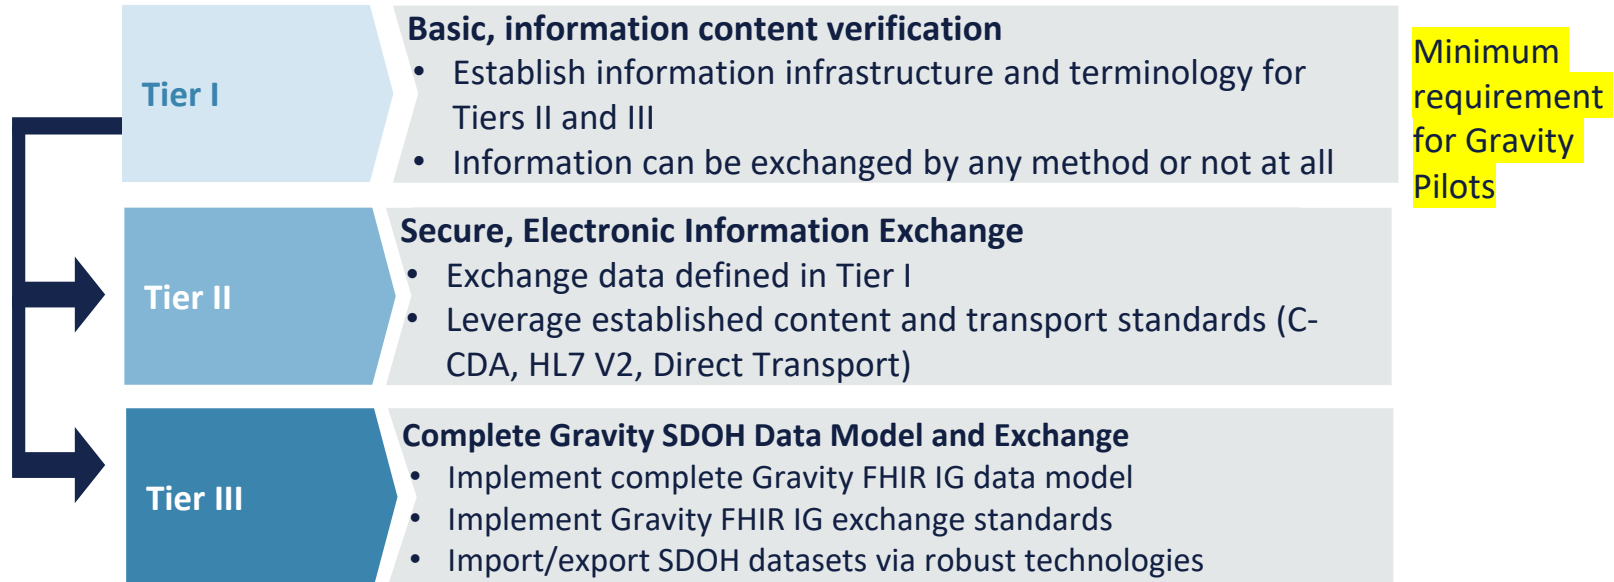 Tier I
Basic, information content verification
• Establish information infrastructure and terminology for
Tiers II and III
• Information can be exchanged by any method or not at all
Minimum
requirement
for Gravity
Pilots
Tier II
Secure, Electronic Information Exchange
• Exchange data defined in Tier I
• Leverage established content and transport standards (C-
CDA, HL7 V2, Direct Transport)
Tier III
Complete Gravity SDOH Data Model and Exchange
• Implement complete Gravity FHIR IG data model
• Implement Gravity FHIR IG exchange standards
• Import/export SDOH datasets via robust technologies